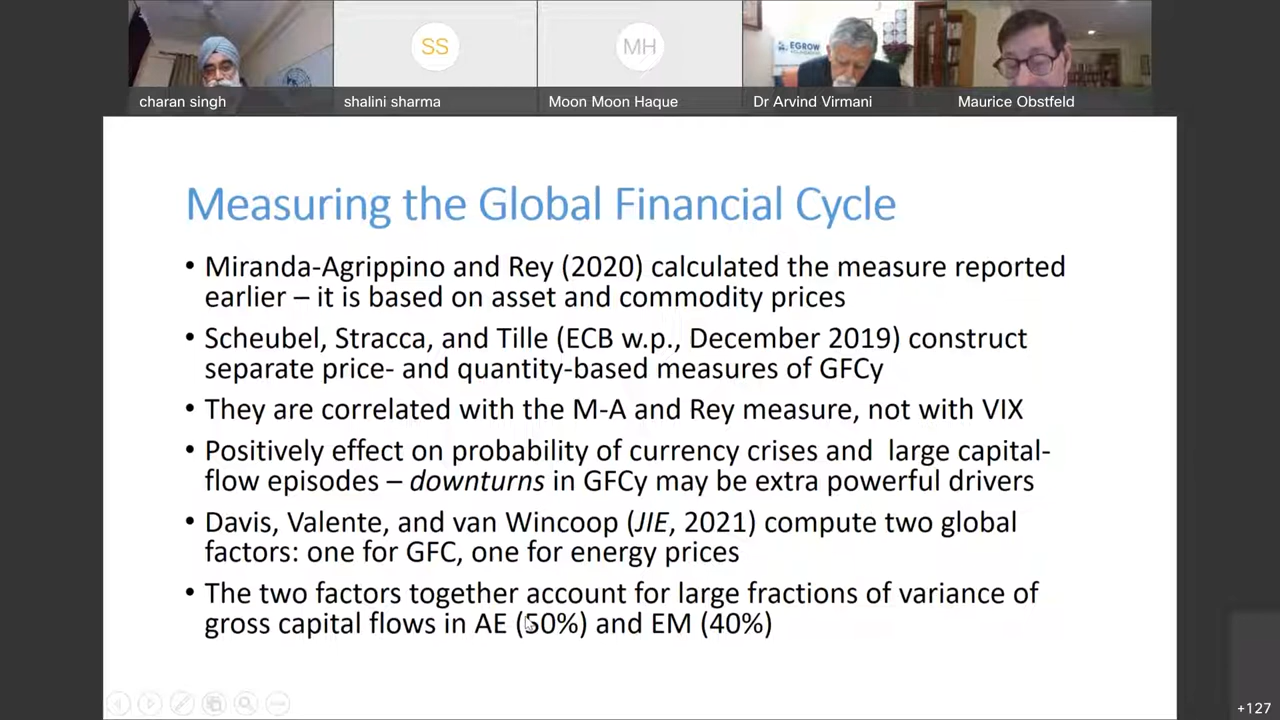 SS
MH
EGROW
charan singh
shalini sharma
Moon Moon Haque
Dr Arvind Virmani
Maurice Obstfeld
Measuring the Global Financial Cycle
• Miranda-Agrippino and Rey (2020) calculated the measure reported
earlier – it is based on asset and commodity prices
• Scheubel, Stracca, and Tille (ECB w.p., December 2019) construct
separate price- and quantity-based measures of GFCy
• They are correlated with the M-A and Rey measure, not with VIX
• Positively effect on probability of currency crises and large capital-
flow episodes – downturns in GFCy may be extra powerful drivers
• Davis, Valente, and van Wincoop (JIE, 2021) compute two global
factors: one for GFC, one for energy prices
• The two factors together account for large fractions of variance of
gross capital flows in AE (50%) and EM (40%)
+127